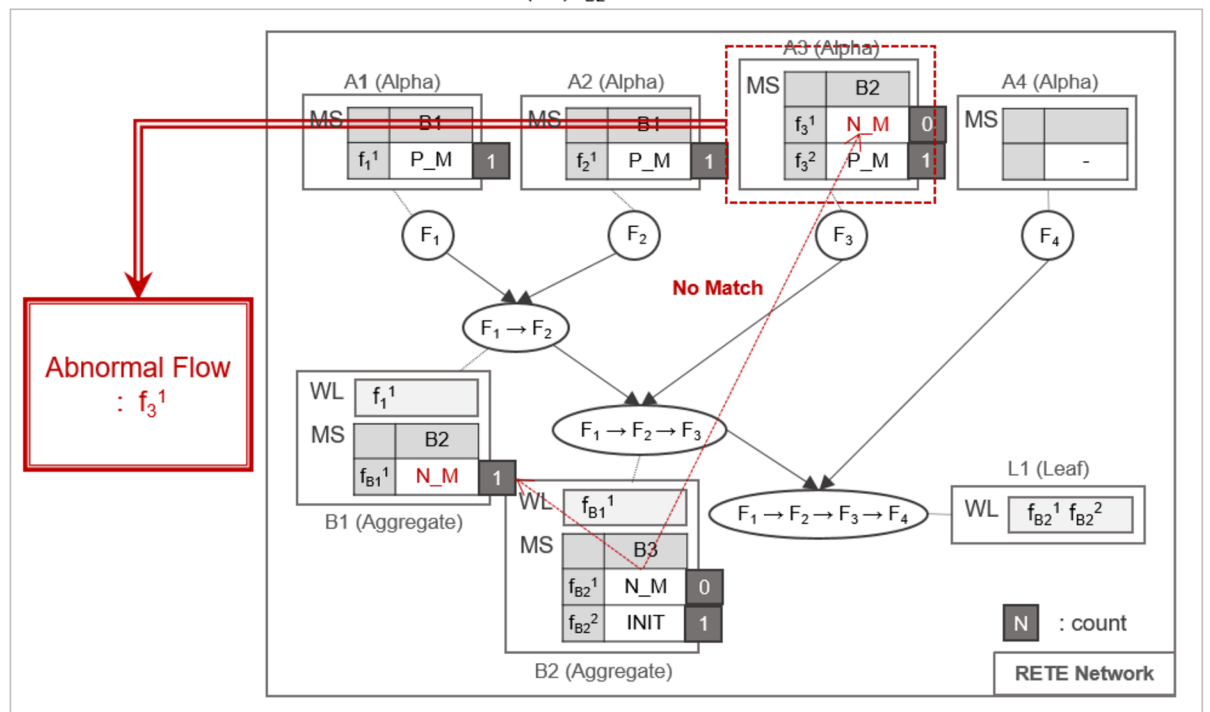 A1 (Alpha)
MS
B1
f₁¹ P_M 1
A2 (Alpha)
MS
B1
f₂¹ P_M 1
A3 (Alpha)
MS
B2
f₃¹ N_M 0
f₃² P_M 1
A4 (Alpha)
MS
-
F₁
F₂
F₃
F₄
No Match
Abnormal Flow
: f₃¹
F₁ → F₂
WL f₁¹
MS
B2
f_B1¹ N_M 1
B1 (Aggregate)
F₁ → F₂ → F₃
WL f_B1¹
MS
B3
f_B2¹ N_M 0
f_B2² INIT 1
B2 (Aggregate)
F₁ → F₂ → F₃ → F₄
L1 (Leaf)
WL f_B2¹ f_B2²
N : count
RETE Network